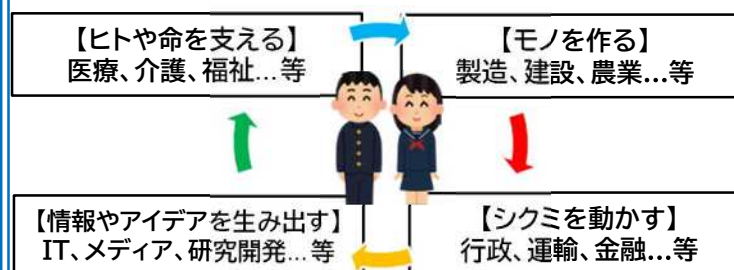 【ヒトや命を支える】
医療、介護、福祉…等
【モノを作る】
製造、建設、農業…等
【情報やアイデアを生み出す】
IT、メディア、研究開発…等
【シクミを動かす】
行政、運輸、金融…等